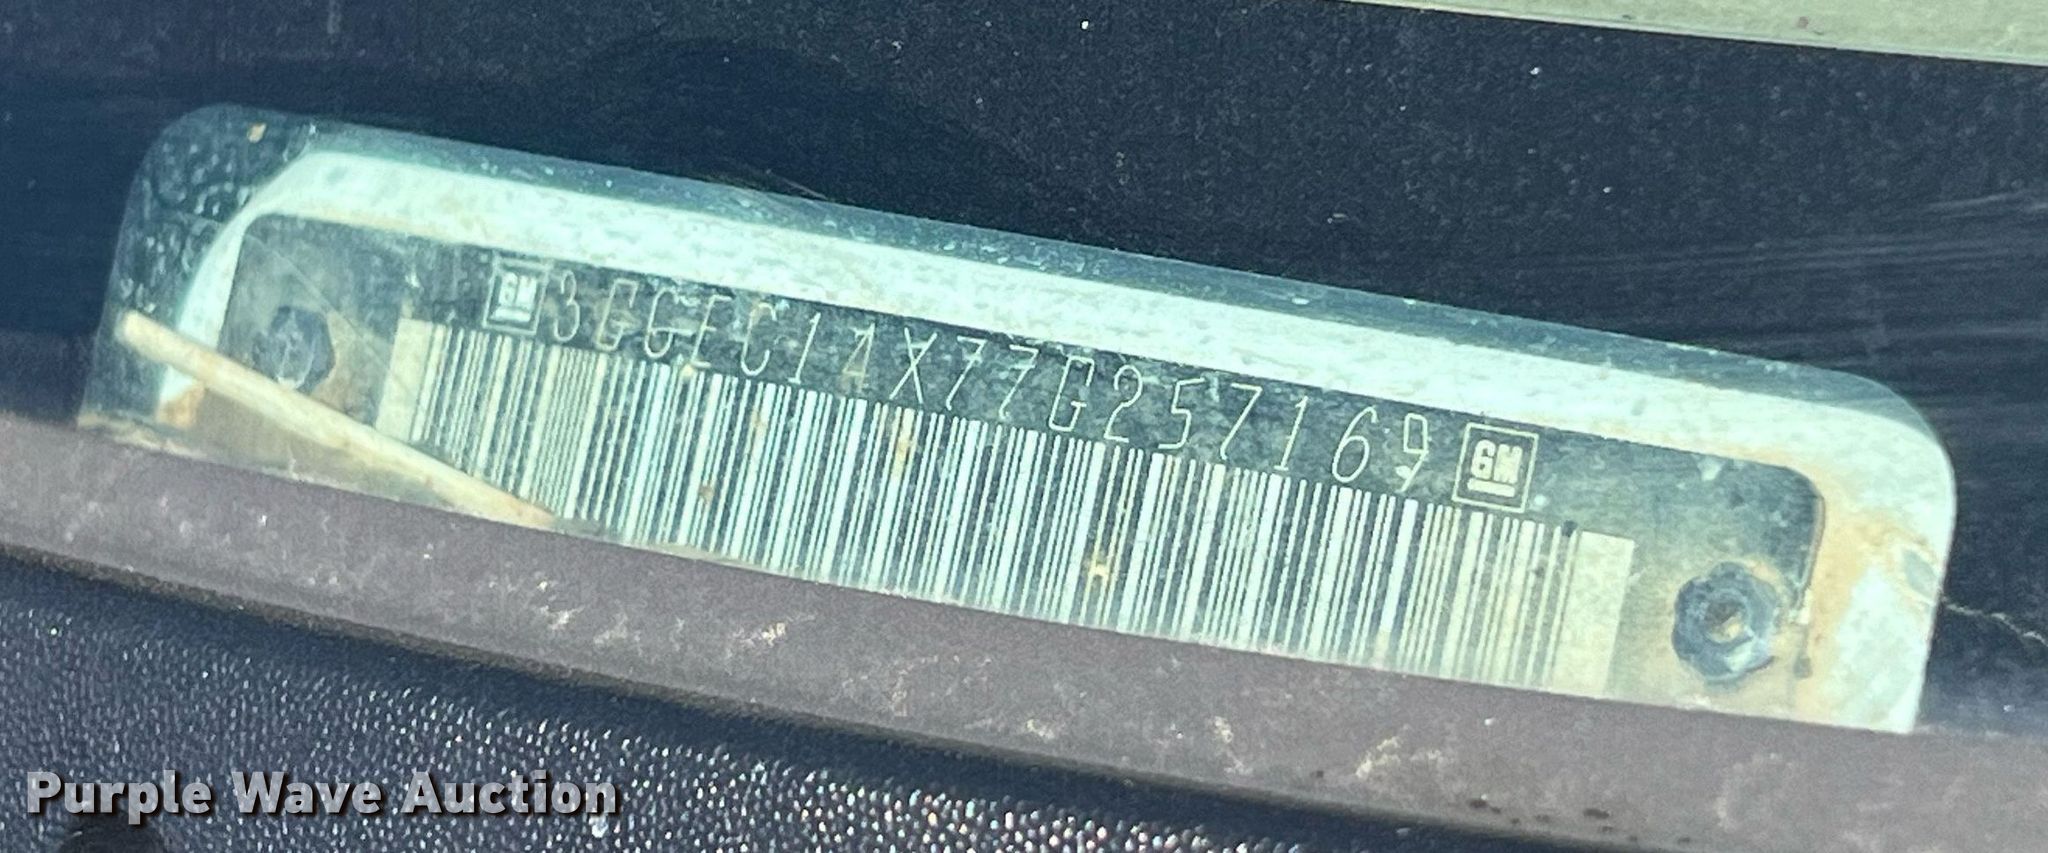 GM 3GCEC14X77G257169 GM
Purple Wave Auction